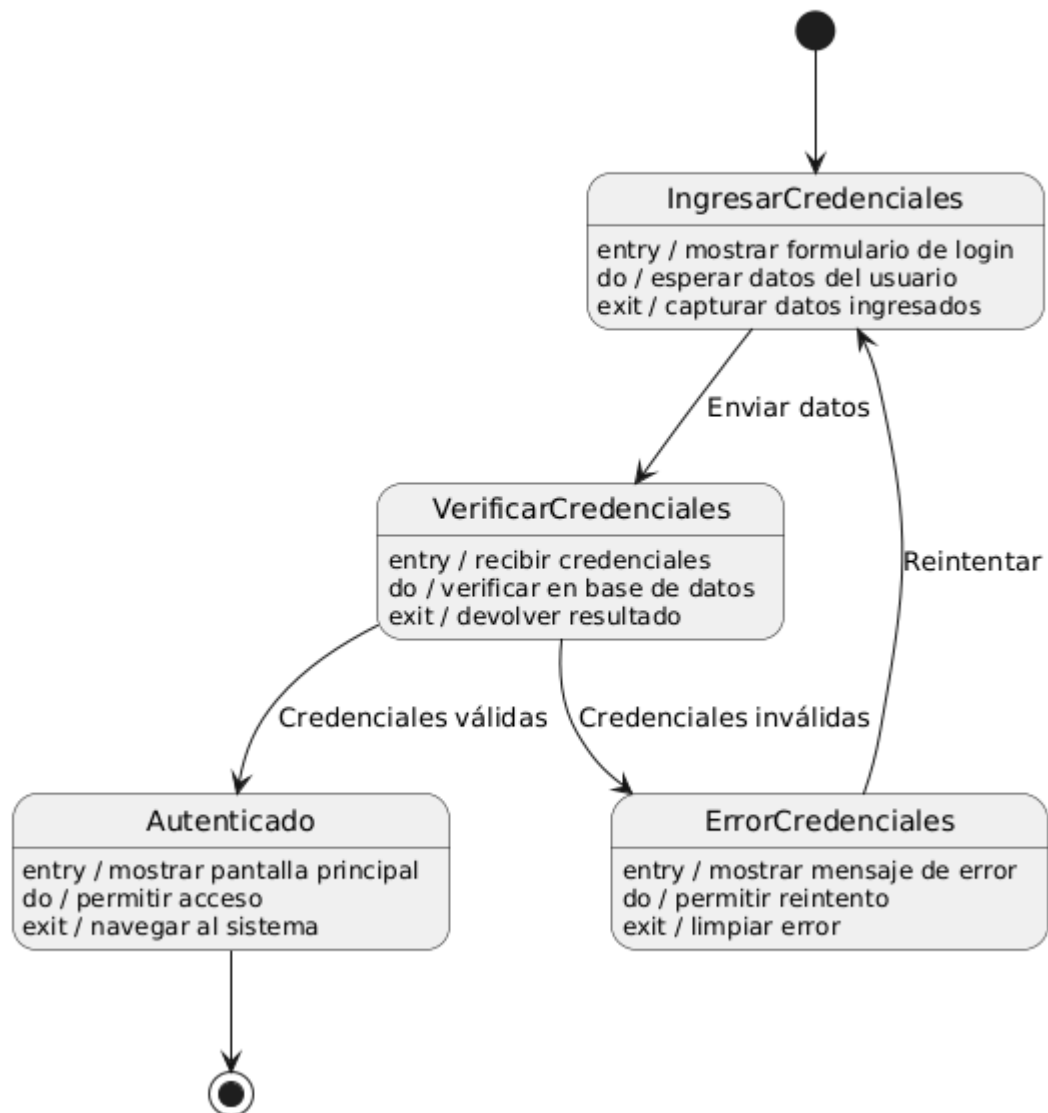 IngresarCredenciales
entry / mostrar formulario de login
do / esperar datos del usuario
exit / capturar datos ingresados
Enviar datos
VerificarCredenciales
entry / recibir credenciales
do / verificar en base de datos
exit / devolver resultado
Reintentar
Credenciales válidas
Credenciales inválidas
Autenticado
entry / mostrar pantalla principal
do / permitir acceso
exit / navegar al sistema
ErrorCredenciales
entry / mostrar mensaje de error
do / permitir reintento
exit / limpiar error